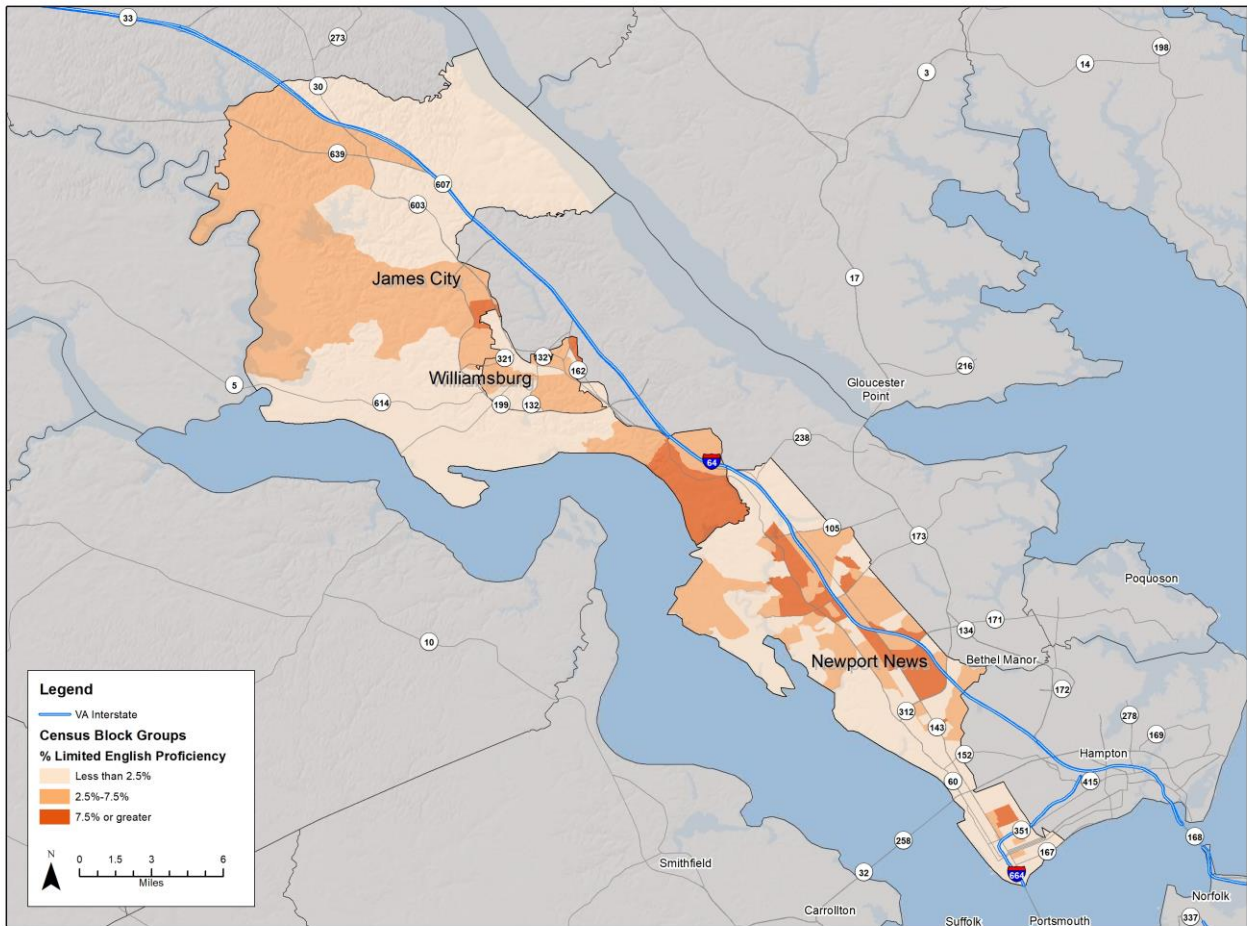 33
273
30
3
14
198
639
607
603
17
James City
216
321
132Y
162
Gloucester
Point
Williamsburg
5
614
199
132
238
64
105
173
Poquoson
10
134
171
Bethel Manor
Newport News
172
312
278
143
169
152
Hampton
60
415
351
168
258
167
Smithfield
32
664
Norfolk
Carrollton
Suffolk
Portsmouth
337
Legend
VA Interstate
Census Block Groups
% Limited English Proficiency
Less than 2.5%
2.5%-7.5%
7.5% or greater
N
0 1.5 3 6
Miles